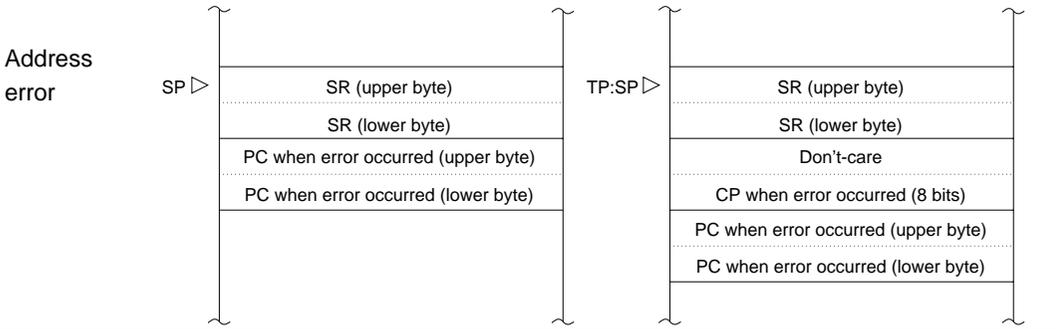 Address
error
SP
SR (upper byte)
SR (lower byte)
PC when error occurred (upper byte)
PC when error occurred (lower byte)
TP:SP
SR (upper byte)
SR (lower byte)
Don't-care
CP when error occurred (8 bits)
PC when error occurred (upper byte)
PC when error occurred (lower byte)